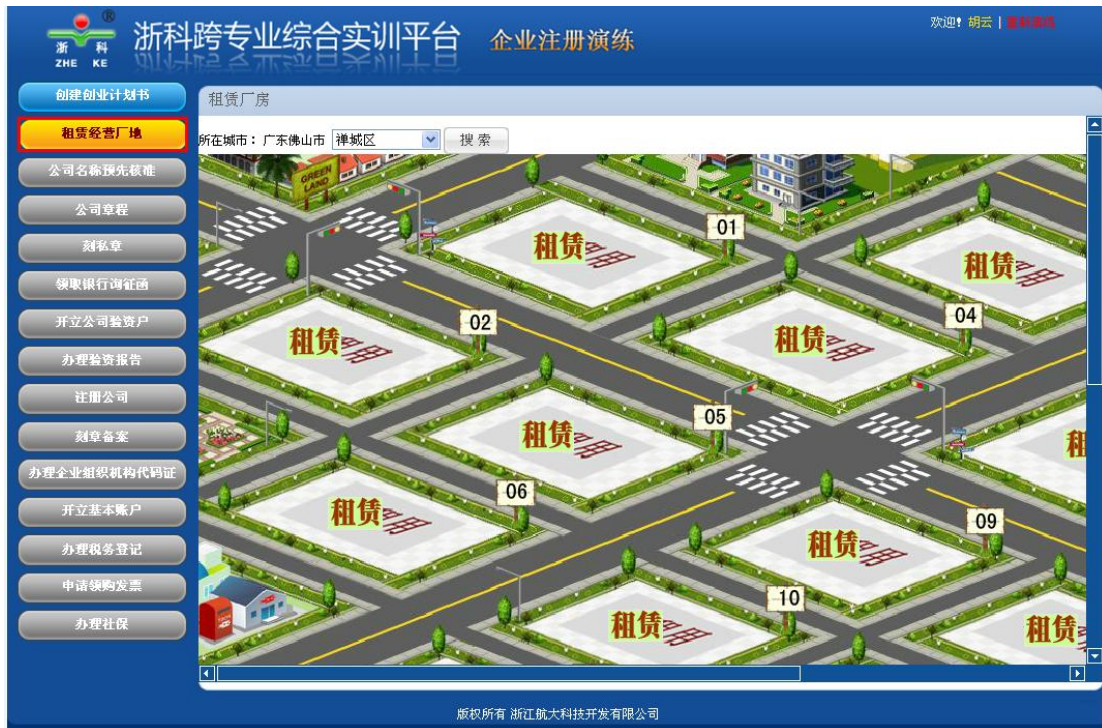 ®
浙 科
ZHE KE
浙科跨专业综合实训平台 企业注册演练
欢迎! 胡云 |
创建创业计划书
租赁经营厂地
公司名称预先核准
公司章程
刻私章
领取银行询征函
开立公司验资户
办理验资报告
注册公司
刻章备案
办理企业组织机构代码证
开立基本账户
办理税务登记
申请领购发票
办理社保
租赁厂房
所在城市: 广东佛山市 禅城区 搜 索
GREEN
LAND
01
租赁
租赁
02
04
租赁
租赁
05
租赁
租
06
租赁
09
租赁
10
租赁
租赁
版权所有 浙江航大科技开发有限公司